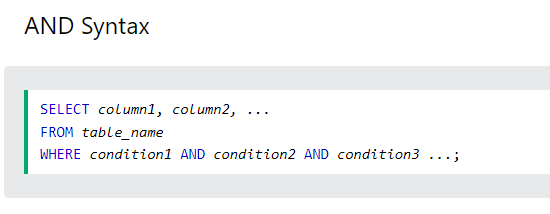 AND Syntax
SELECT column1, column2, ...
FROM table_name
WHERE condition1 AND condition2 AND condition3 ...;